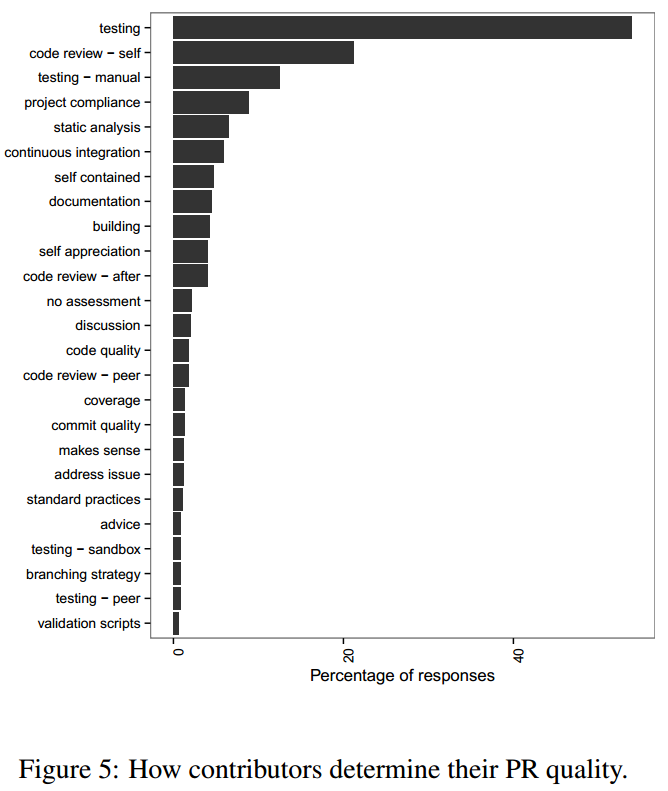 testing
code review − self
testing − manual
project compliance
static analysis
continuous integration
self contained
documentation
building
self appreciation
code review − after
no assessment
discussion
code quality
code review − peer
coverage
commit quality
makes sense
address issue
standard practices
advice
testing − sandbox
branching strategy
testing − peer
validation scripts
0 20 40
Percentage of responses
Figure 5: How contributors determine their PR quality.